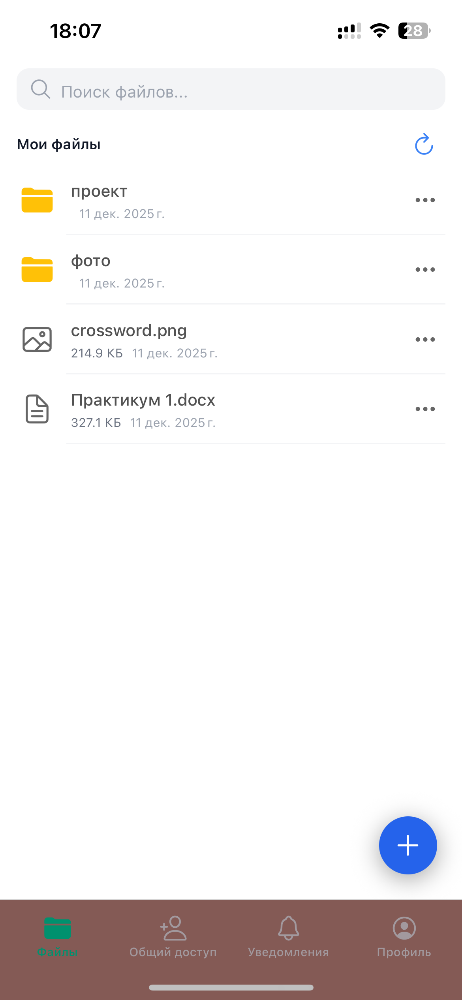 18:07
28
Поиск файлов...
Мои файлы
проект
11 дек. 2025 г.
фото
11 дек. 2025 г.
crossword.png
214.9 КБ 11 дек. 2025 г.
Практикум 1.docx
327.1 КБ 11 дек. 2025 г.
Файлы Общий доступ Уведомления Профиль